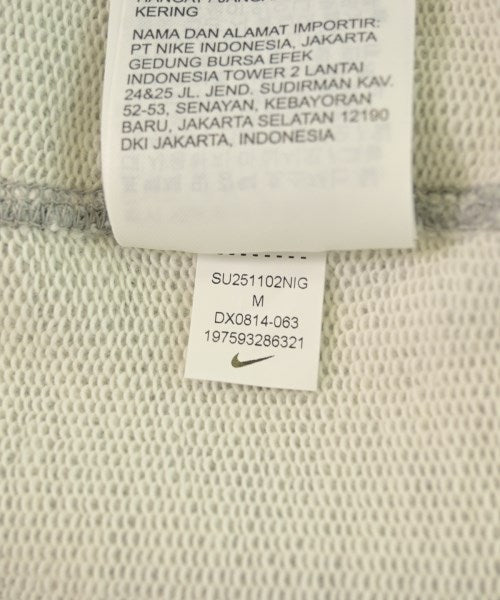 KERING
NAMA DAN ALAMAT IMPORTIR:
PT NIKE INDONESIA, JAKARTA
GEDUNG BURSA EFEK
INDONESIA TOWER 2 LANTAI
24&25 JL. JEND. SUDIRMAN KAV.
52-53, SENAYAN, KEBAYORAN
BARU, JAKARTA SELATAN 12190
DKI JAKARTA, INDONESIA
SU251102NIG
M
DX0814-063
197593286321